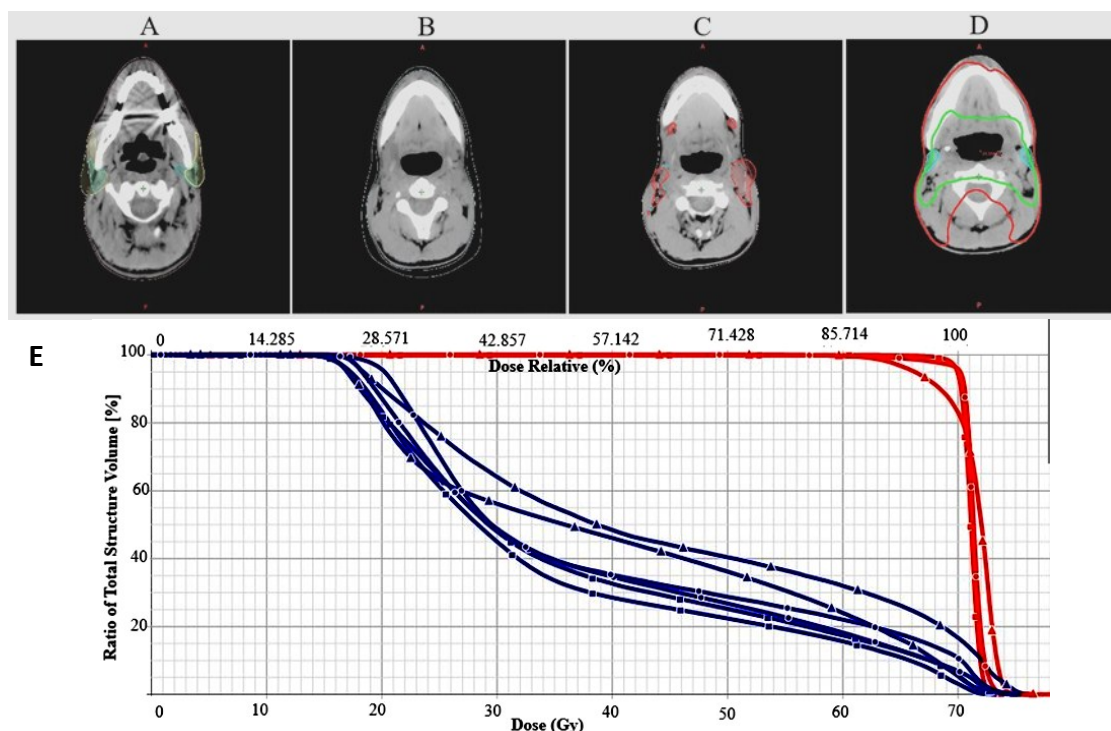 A B C D
A A A A
P P P P
E
0 14.285 28.571 42.857 57.142 71.428 85.714 100
Dose Relative (%)
100
80
60
40
20
Ratio of Total Structure Volume [%]
0 10 20 30 40 50 60 70
Dose (Gy)